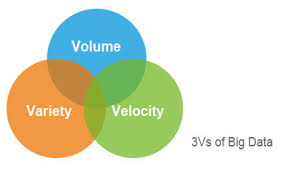 Volume
Variety
Velocity
3Vs of Big Data